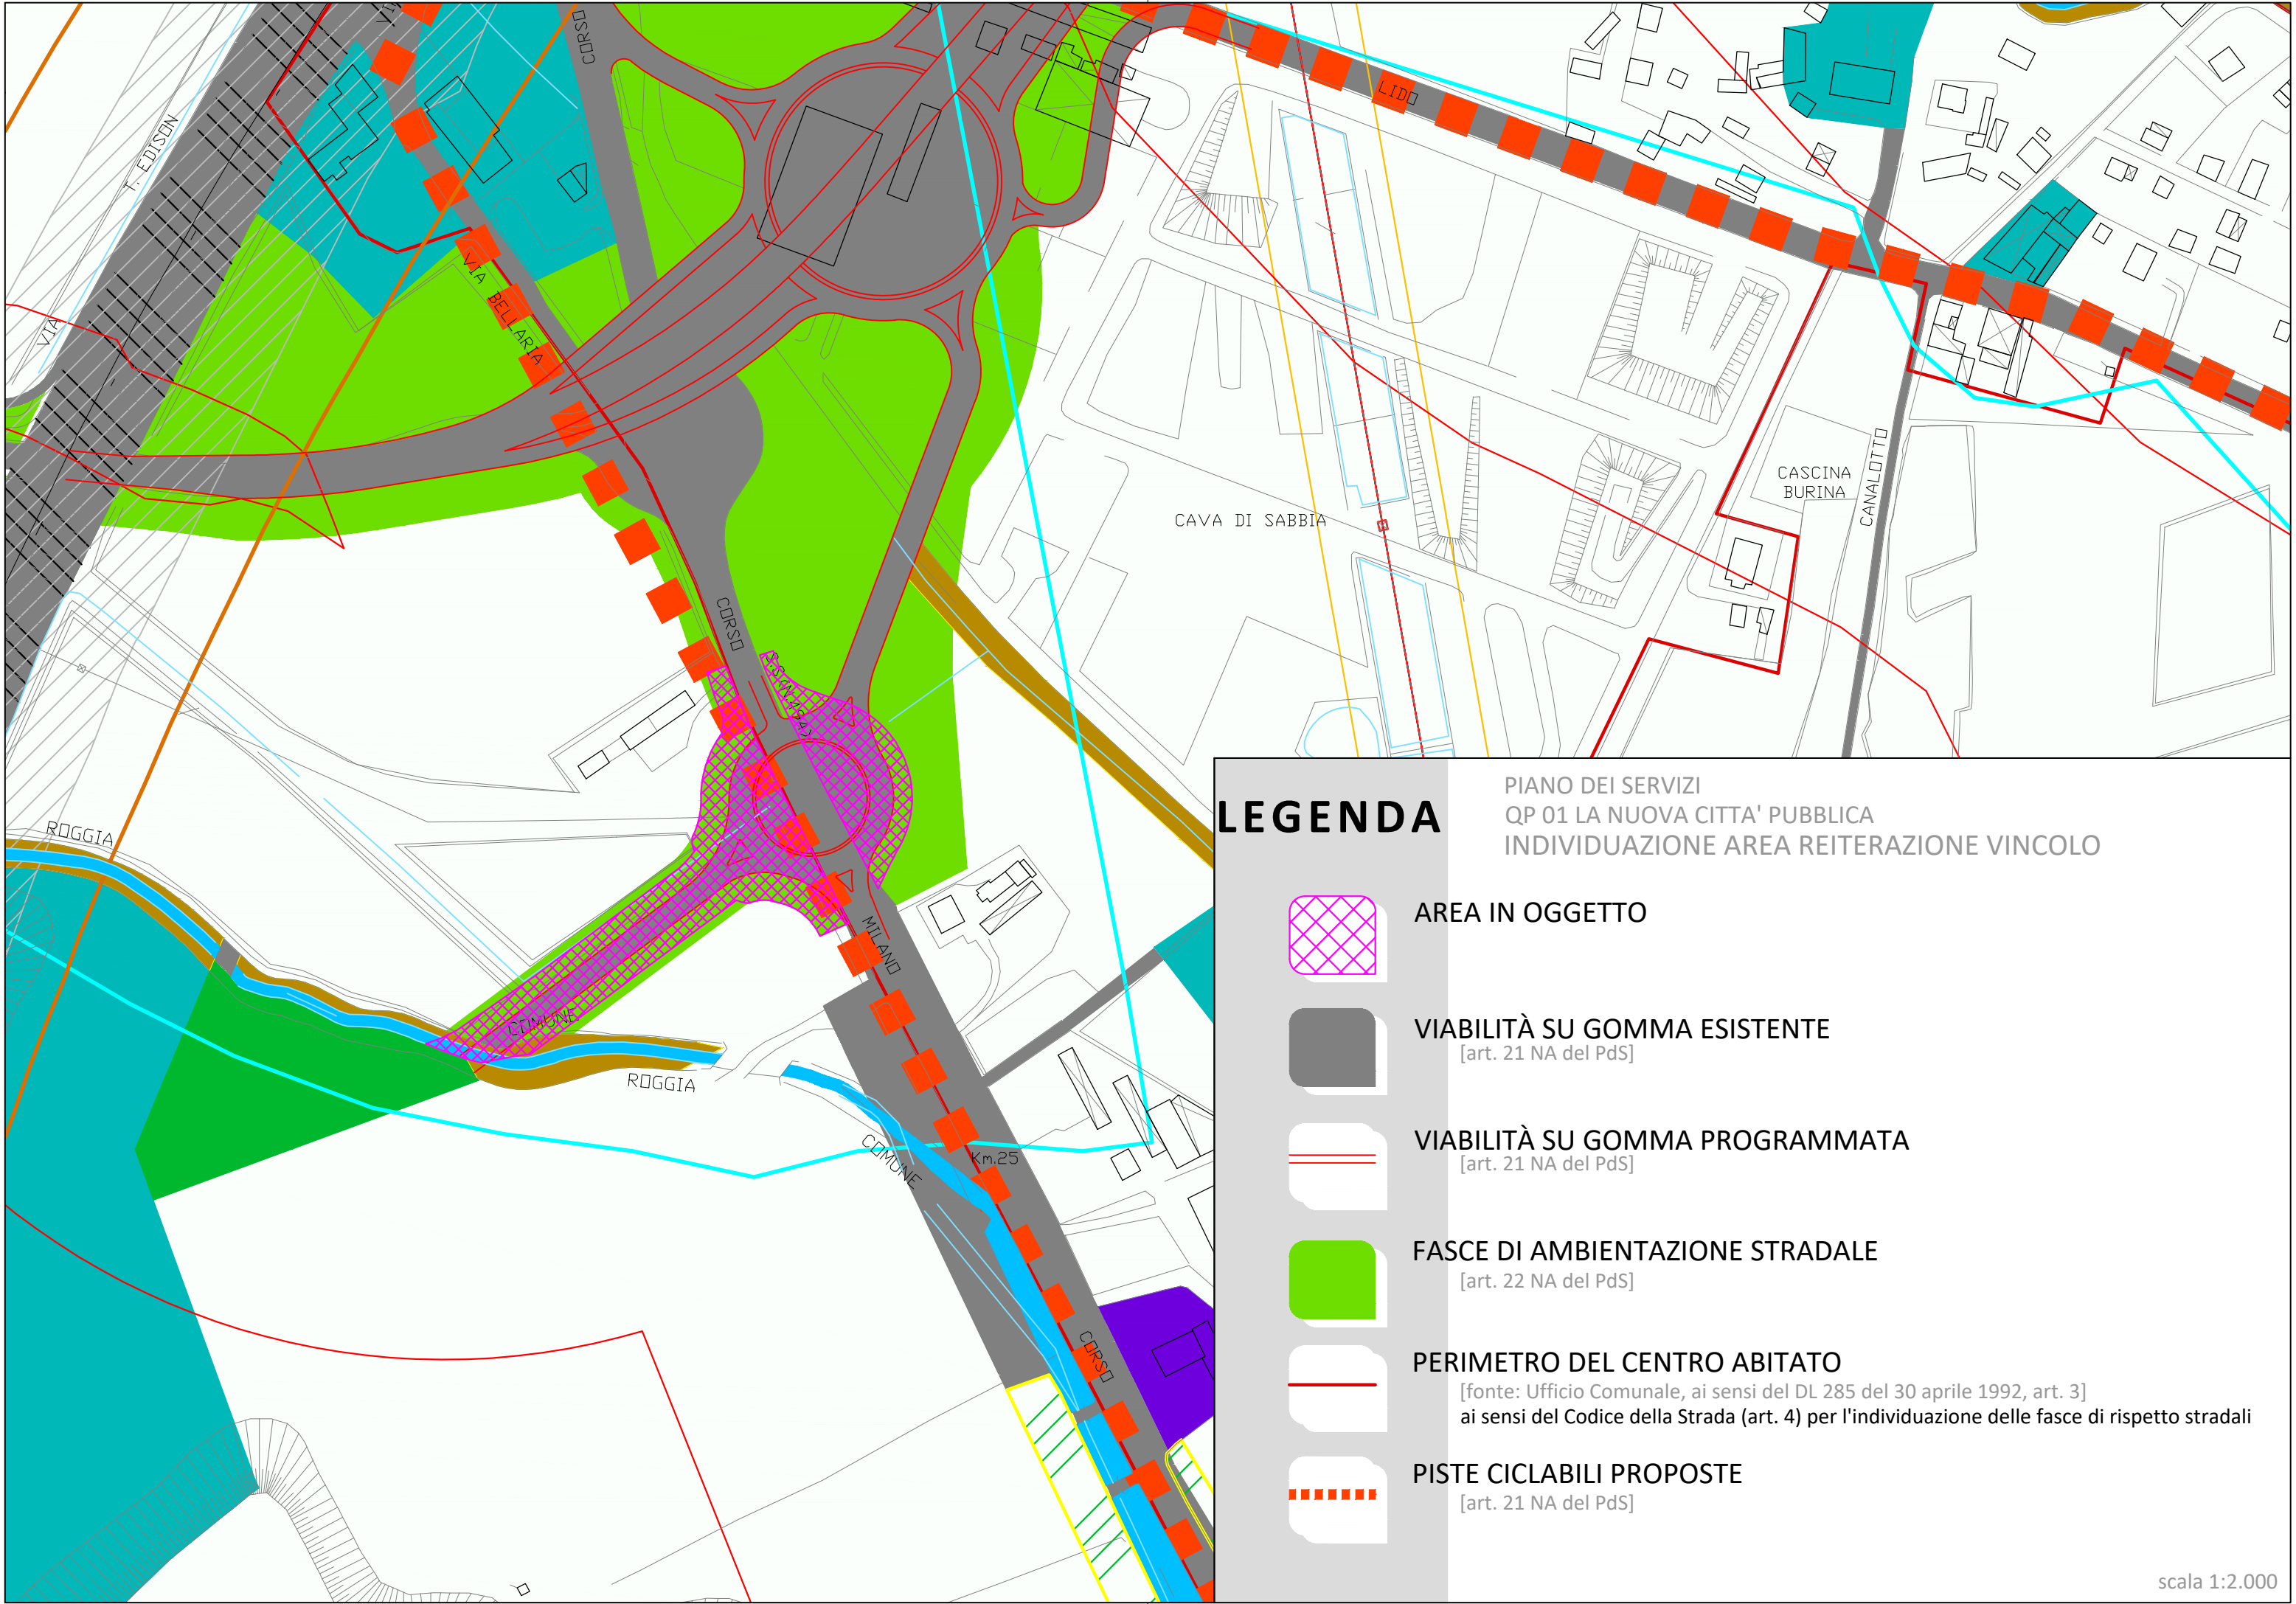 CORSO
LIDO
T. EDISON
VIA
VIA BELLARIA
CASCINA
BURINA
CANALOTTO
CAVA DI SABBIA
CORSO
S.S.(N.494)
ROGGIA
MILANO
COMUNE
ROGGIA
COMUNE
Km.25
CORSO
LEGENDA
PIANO DEI SERVIZI
QP 01 LA NUOVA CITTA' PUBBLICA
INDIVIDUAZIONE AREA REITERAZIONE VINCOLO
AREA IN OGGETTO
VIABILITÀ SU GOMMA ESISTENTE
[art. 21 NA del PdS]
VIABILITÀ SU GOMMA PROGRAMMATA
[art. 21 NA del PdS]
FASCE DI AMBIENTAZIONE STRADALE
[art. 22 NA del PdS]
PERIMETRO DEL CENTRO ABITATO
[fonte: Ufficio Comunale, ai sensi del DL 285 del 30 aprile 1992, art. 3]
ai sensi del Codice della Strada (art. 4) per l'individuazione delle fasce di rispetto stradali
PISTE CICLABILI PROPOSTE
[art. 21 NA del PdS]
scala 1:2.000